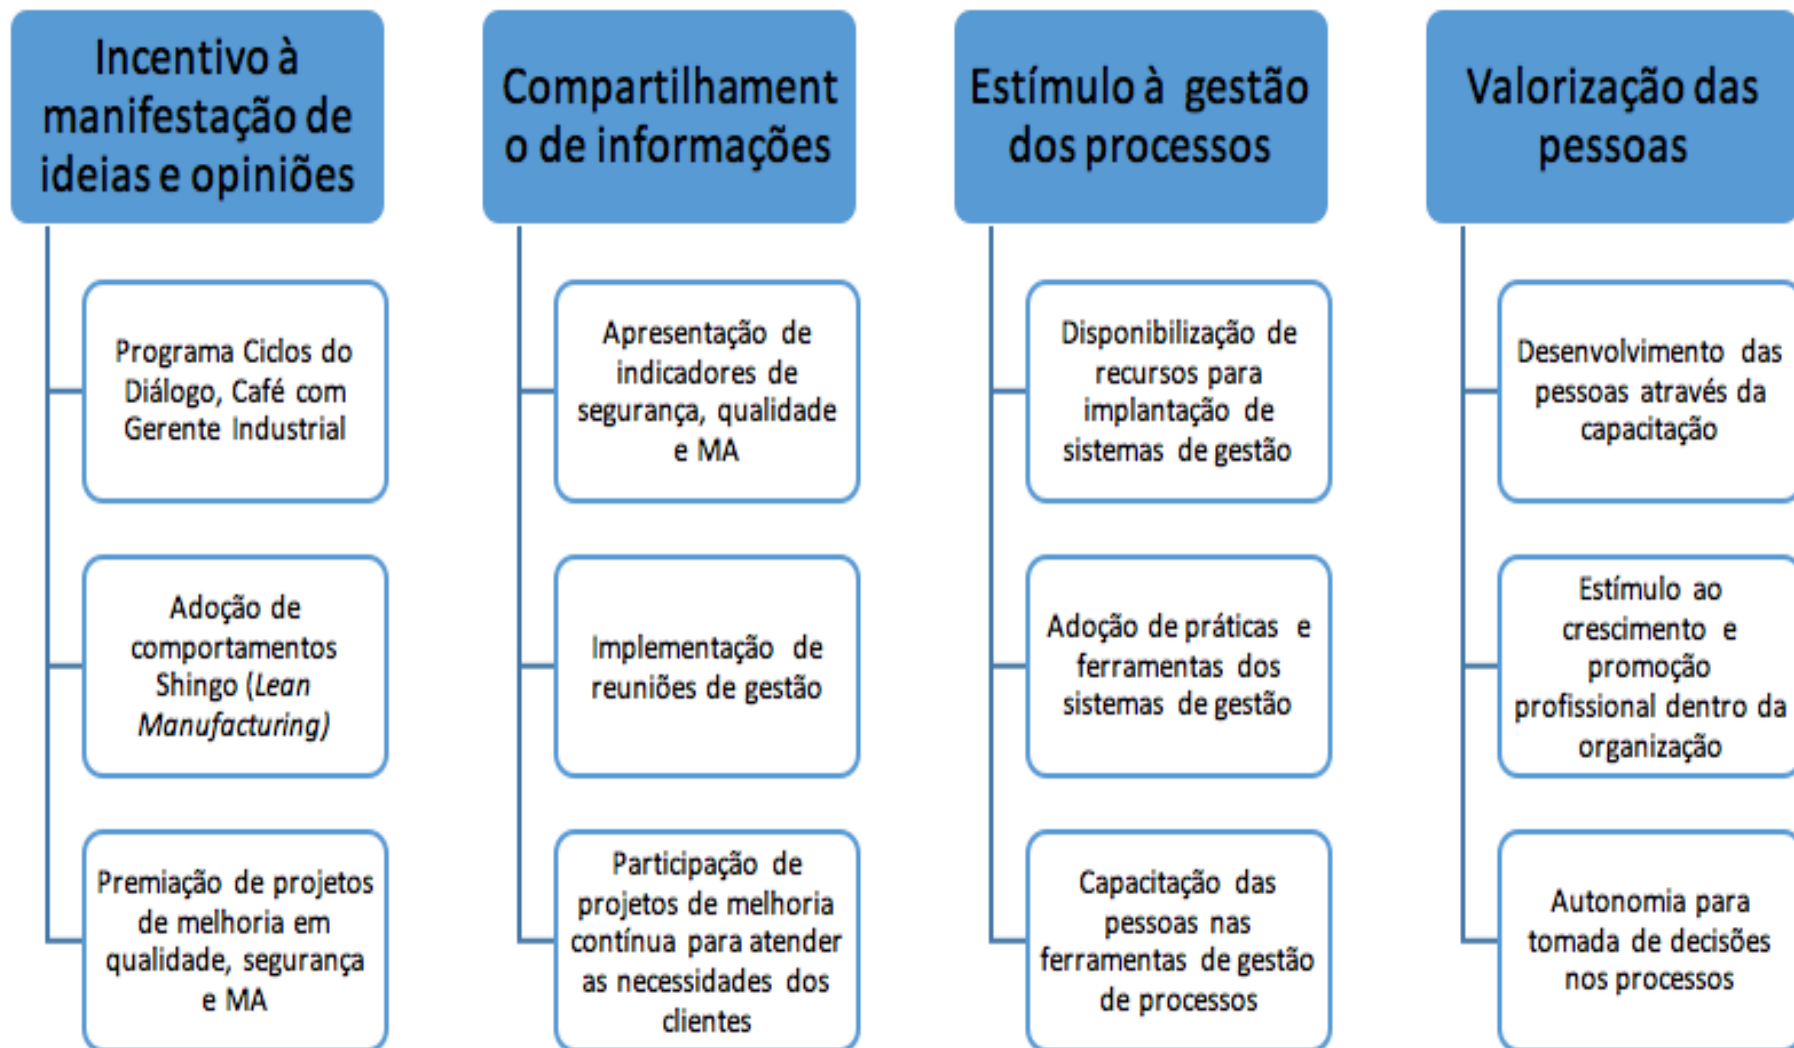 Incentivo à
manifestação de
ideias e opiniões
Programa Ciclos do
Diálogo, Café com
Gerente Industrial
Adoção de
comportamentos
Shingo (Lean
Manufacturing)
Premiação de projetos
de melhoria em
qualidade, segurança
e MA
Compartilhament
o de informações
Apresentação de
indicadores de
segurança, qualidade
e MA
Implementação de
reuniões de gestão
Participação de
projetos de melhoria
contínua para atender
as necessidades dos
clientes
Estímulo à gestão
dos processos
Disponibilização de
recursos para
implantação de
sistemas de gestão
Adoção de práticas e
ferramentas dos
sistemas de gestão
Capacitação das
pessoas nas
ferramentas de gestão
de processos
Valorização das
pessoas
Desenvolvimento das
pessoas através da
capacitação
Estímulo ao
crescimento e
promoção
profissional dentro da
organização
Autonomia para
tomada de decisões
nos processos